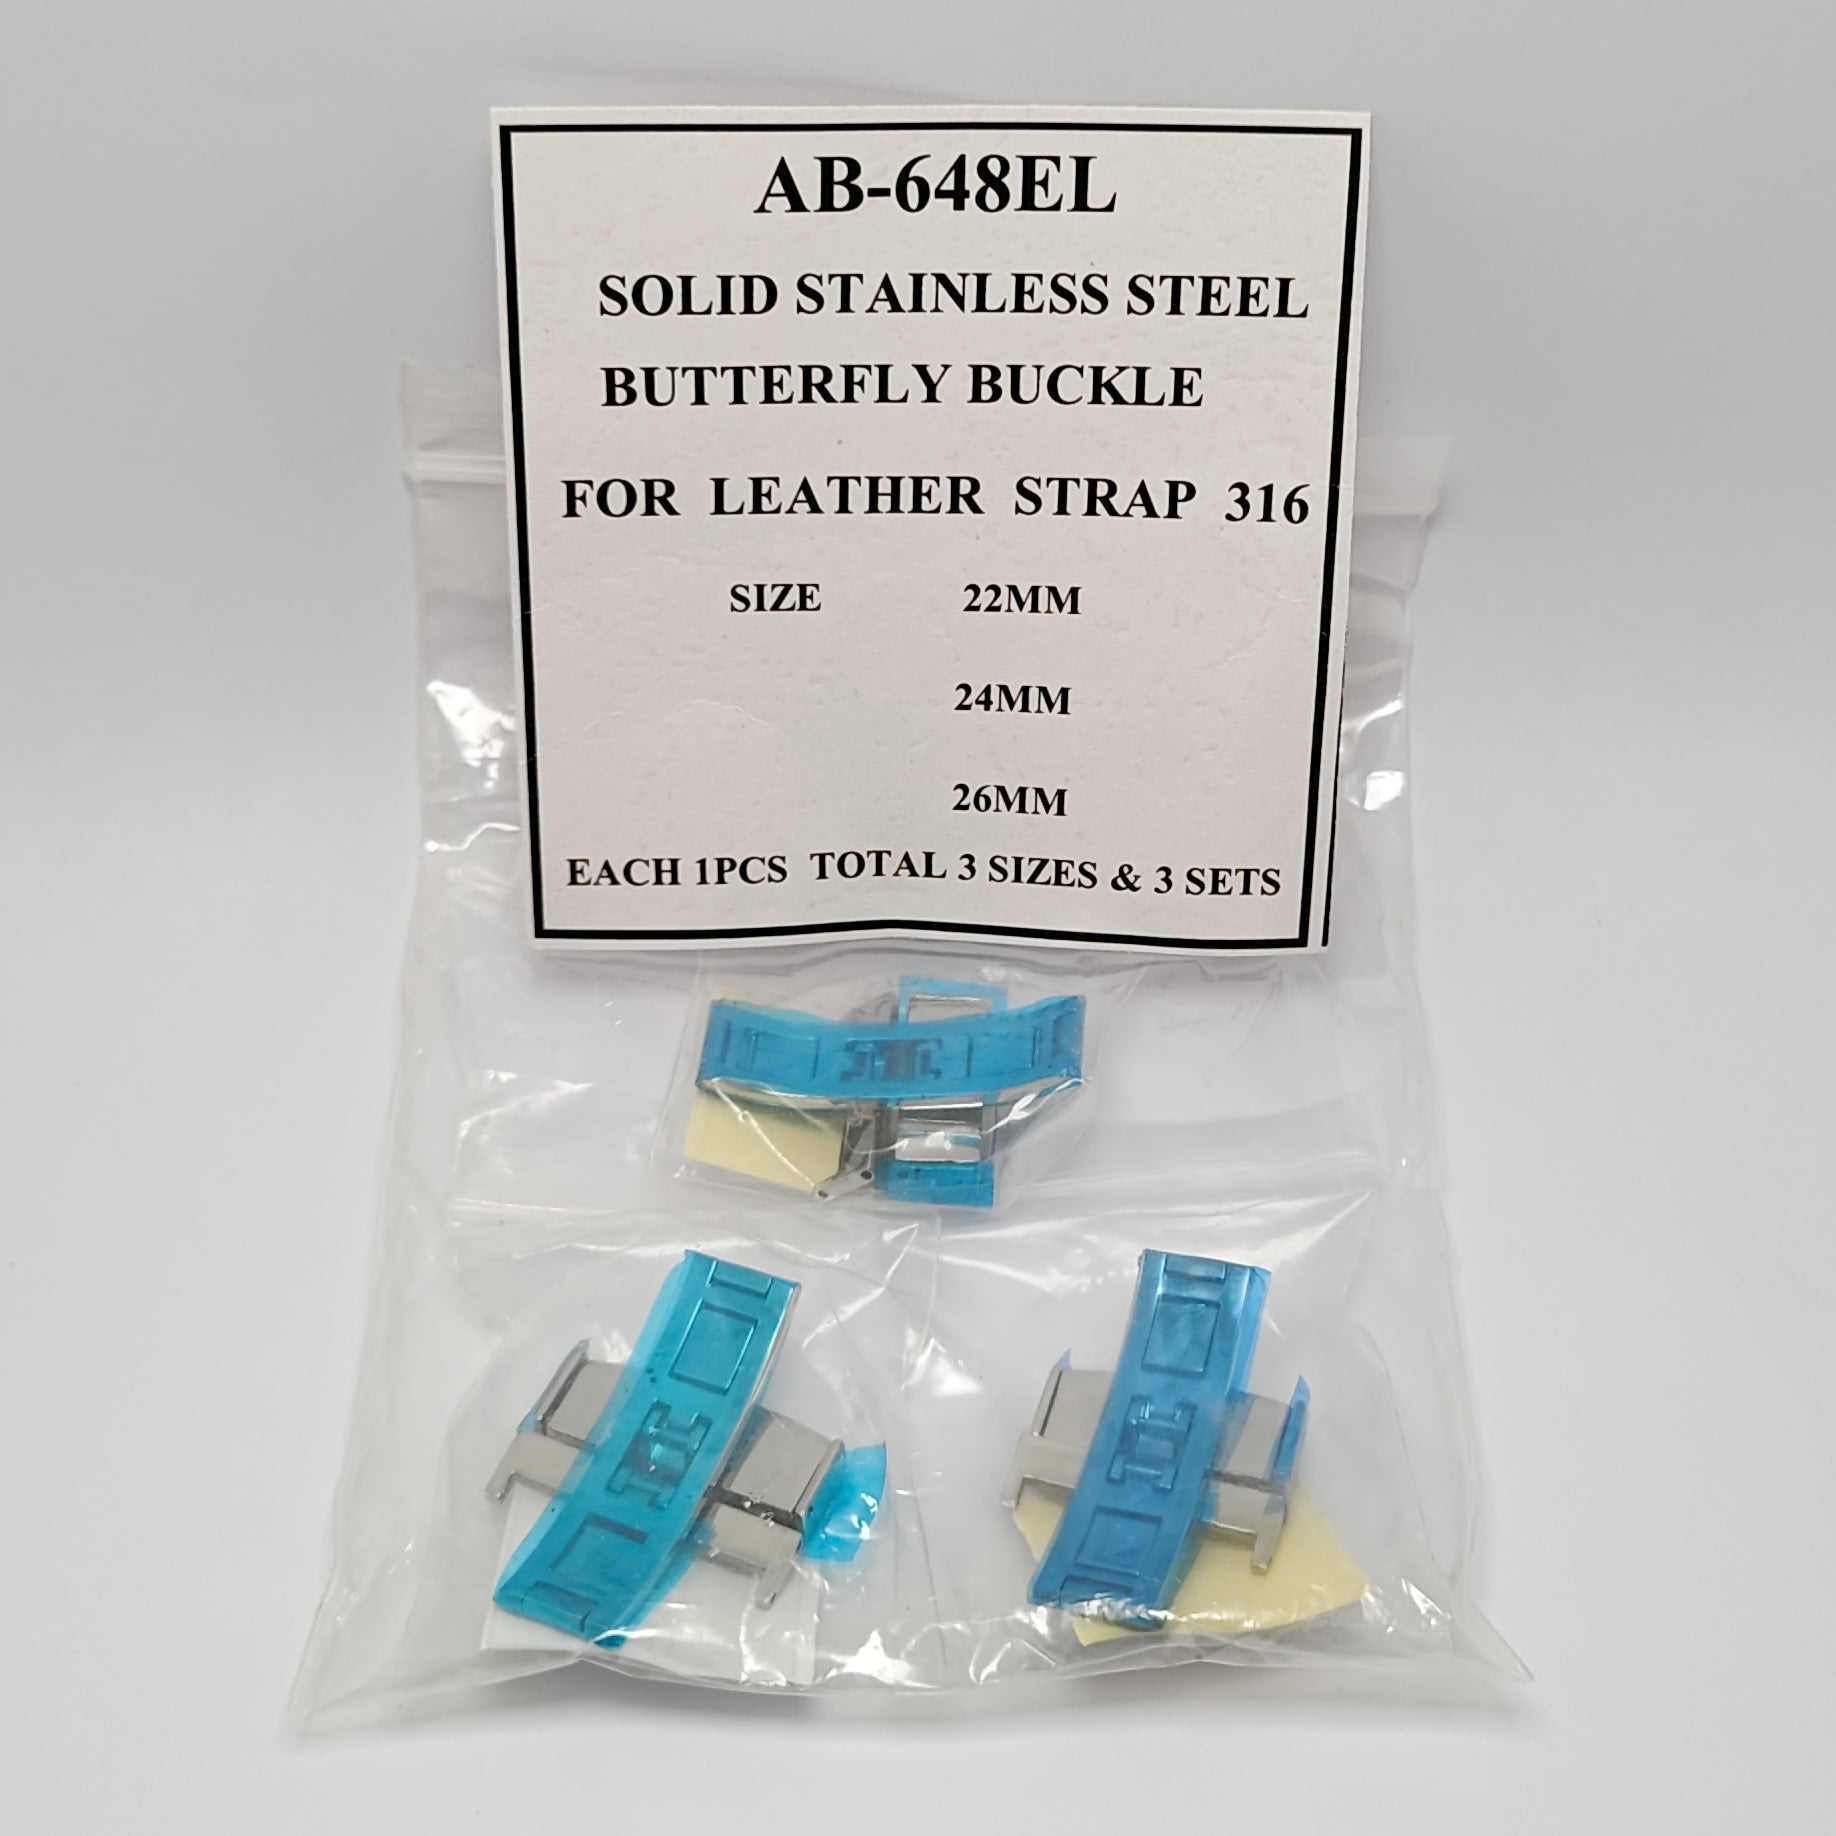 AB-648EL
SOLID STAINLESS STEEL
BUTTERFLY BUCKLE
FOR LEATHER STRAP 316
SIZE 22MM
24MM
26MM
EACH 1PCS TOTAL 3 SIZES & 3 SETS